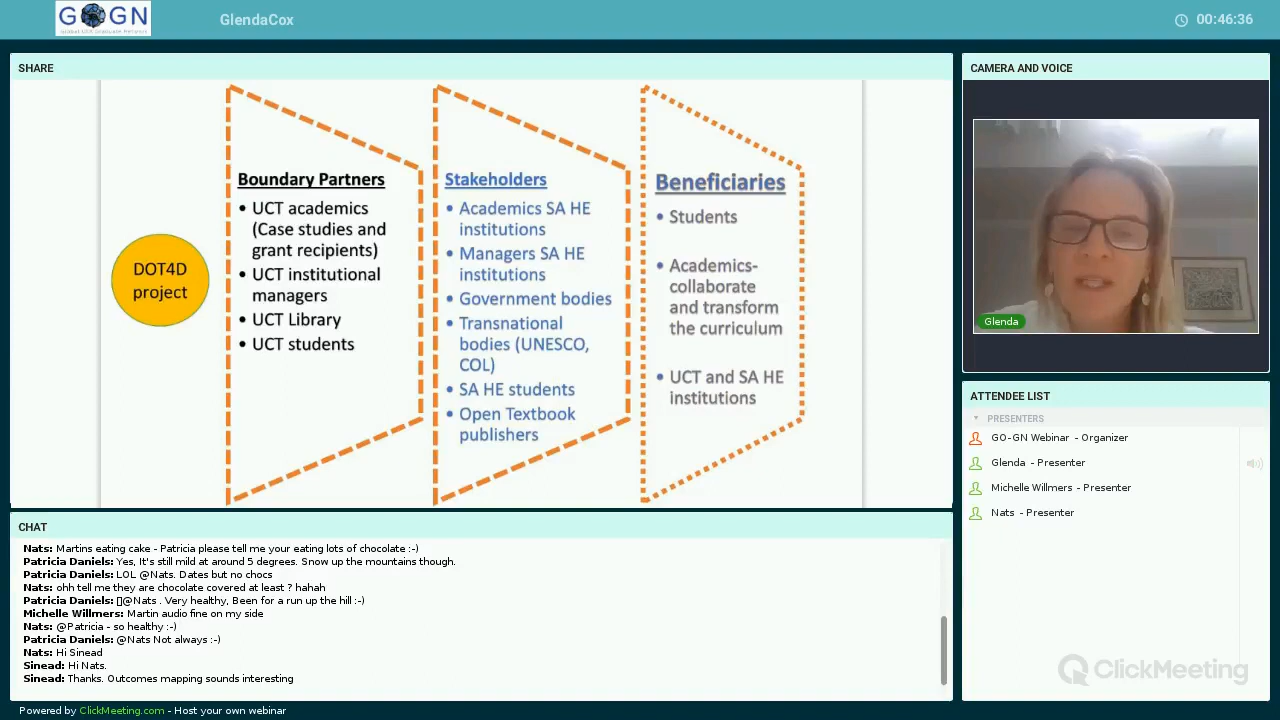 GO GN
Global OER Graduate Network
GlendaCox
00:46:36
SHARE
DOT4D
project
Boundary Partners
• UCT academics
(Case studies and
grant recipients)
• UCT institutional
managers
• UCT Library
• UCT students
Stakeholders
• Academics SA HE
institutions
• Managers SA HE
institutions
• Government bodies
• Transnational
bodies (UNESCO,
COL)
• SA HE students
• Open Textbook
publishers
Beneficiaries
• Students
• Academics-
collaborate
and transform
the curriculum
• UCT and SA HE
institutions
CAMERA AND VOICE
Glenda
ATTENDEE LIST
PRESENTERS
GO-GN Webinar - Organizer
Glenda - Presenter
Michelle Willmers - Presenter
Nats - Presenter
CHAT
Nats: Martins eating cake - Patricia please tell me your eating lots of chocolate :-)
Patricia Daniels: Yes, It's still mild at around 5 degrees. Snow up the mountains though.
Patricia Daniels: LOL @Nats. Dates but no chocs
Nats: ohh tell me they are chocolate covered at least ? hahah
Patricia Daniels: []@Nats . Very healthy, Been for a run up the hill :-)
Michelle Willmers: Martin audio fine on my side
Nats: @Patricia - so healthy :-)
Patricia Daniels: @Nats Not always :-)
Nats: Hi Sinead
Sinead: Hi Nats.
Sinead: Thanks. Outcomes mapping sounds interesting
ClickMeeting
Powered by ClickMeeting.com - Host your own webinar